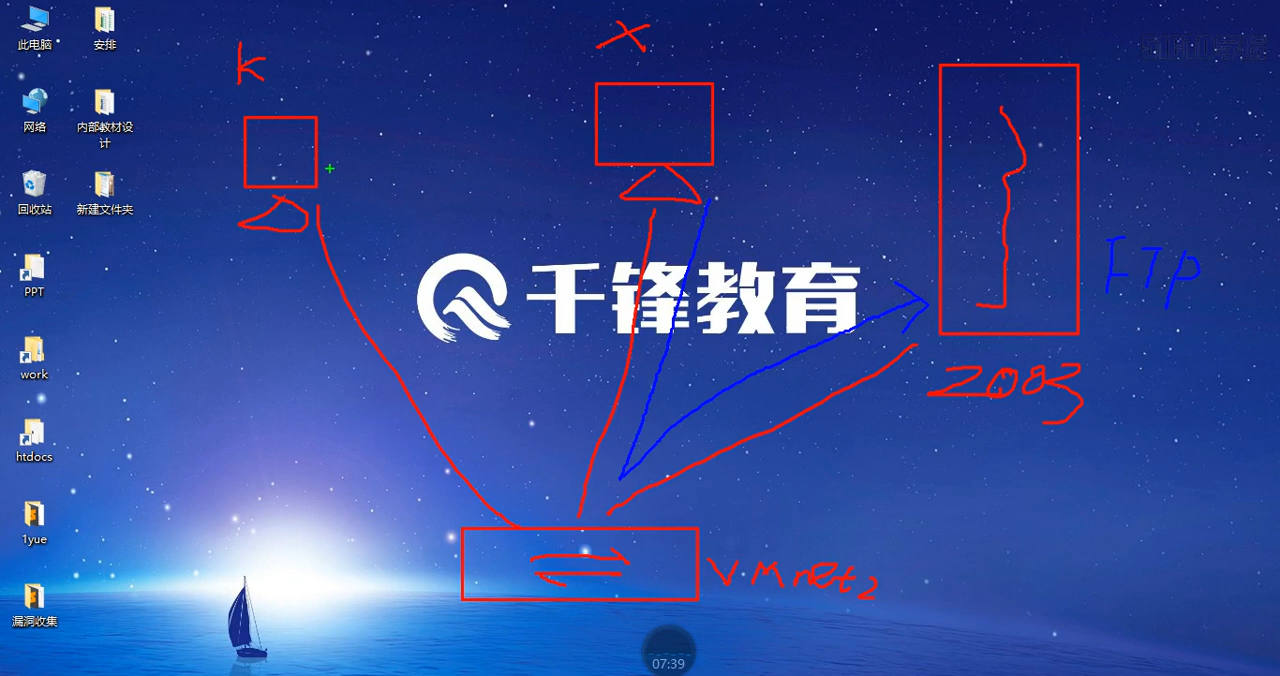 此电脑
安排
网络
内部教材设
计
回收站
新建文件夹
PPT
work
htdocs
1yue
漏洞收集
K
X
千锋教育
FTP
2003
VMnet2
07:39